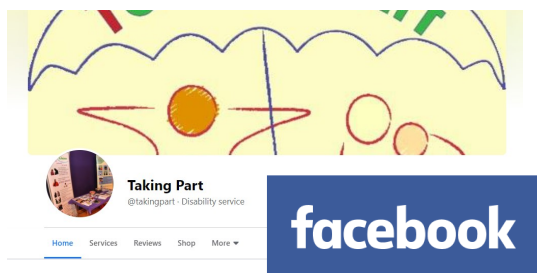 Taking Part
@takingpart · Disability service
facebook
Home Services Reviews Shop More